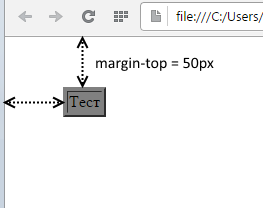 file:///C:/Users/
margin-top = 50px
Тест